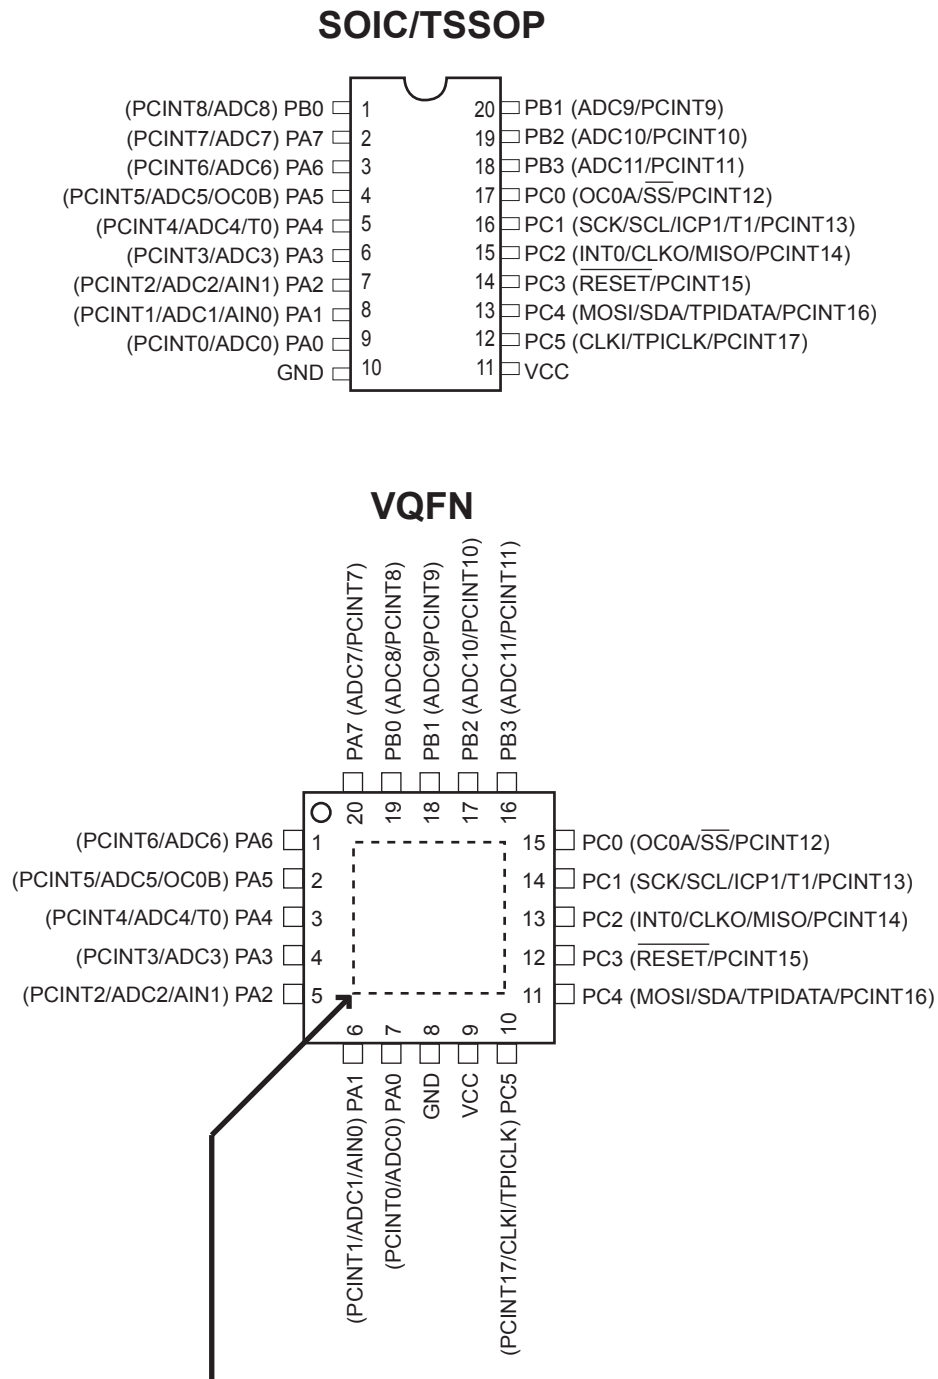 SOIC/TSSOP
(PCINT8/ADC8) PB0 1 20 PB1 (ADC9/PCINT9)
(PCINT7/ADC7) PA7 2 19 PB2 (ADC10/PCINT10)
(PCINT6/ADC6) PA6 3 18 PB3 (ADC11/PCINT11)
(PCINT5/ADC5/OC0B) PA5 4 17 PC0 (OC0A/S̅S̅/PCINT12)
(PCINT4/ADC4/T0) PA4 5 16 PC1 (SCK/SCL/ICP1/T1/PCINT13)
(PCINT3/ADC3) PA3 6 15 PC2 (INT0/CLKO/MISO/PCINT14)
(PCINT2/ADC2/AIN1) PA2 7 14 PC3 (R̅E̅S̅E̅T̅/PCINT15)
(PCINT1/ADC1/AIN0) PA1 8 13 PC4 (MOSI/SDA/TPIDATA/PCINT16)
(PCINT0/ADC0) PA0 9 12 PC5 (CLKI/TPICLK/PCINT17)
GND 10 11 VCC
VQFN
PA7 (ADC7/PCINT7)
PB0 (ADC8/PCINT8)
PB1 (ADC9/PCINT9)
PB2 (ADC10/PCINT10)
PB3 (ADC11/PCINT11)
20 19 18 17 16
(PCINT6/ADC6) PA6 1 15 PC0 (OC0A/S̅S̅/PCINT12)
(PCINT5/ADC5/OC0B) PA5 2 14 PC1 (SCK/SCL/ICP1/T1/PCINT13)
(PCINT4/ADC4/T0) PA4 3 13 PC2 (INT0/CLKO/MISO/PCINT14)
(PCINT3/ADC3) PA3 4 12 PC3 (R̅E̅S̅E̅T̅/PCINT15)
(PCINT2/ADC2/AIN1) PA2 5 11 PC4 (MOSI/SDA/TPIDATA/PCINT16)
6 7 8 9 10
(PCINT1/ADC1/AIN0) PA1
(PCINT0/ADC0) PA0
GND
VCC
(PCINT17/CLKI/TPICLK) PC5